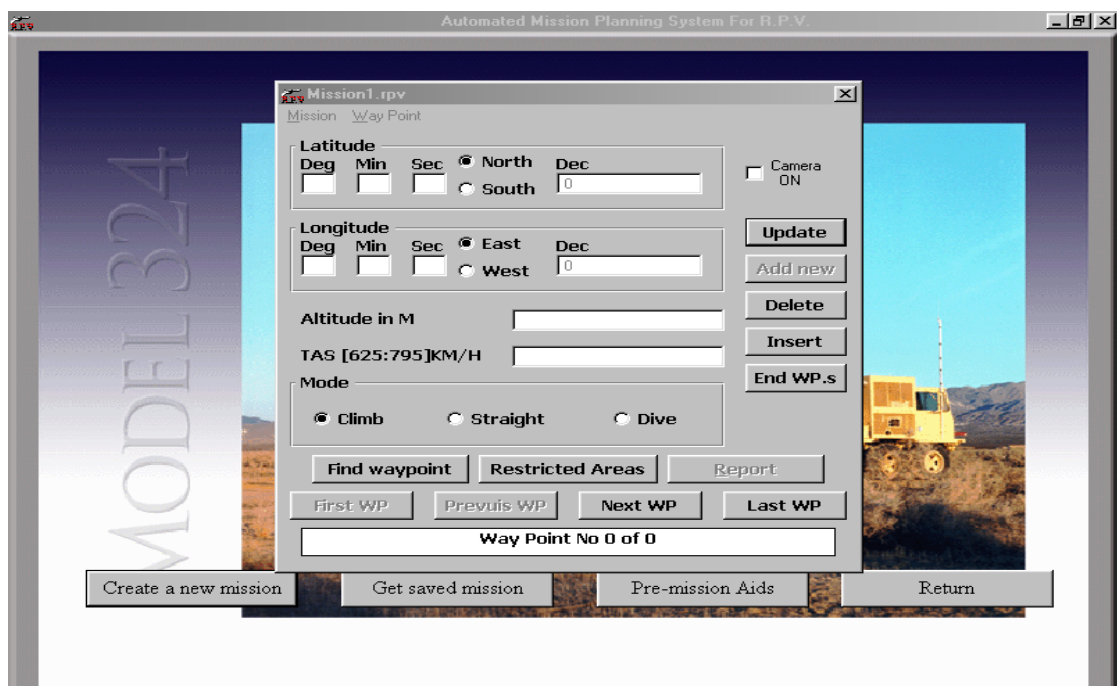 Automated Mission Planning System For R.P.V.
R.P.V
MODEL 324
R.P.V Mission1.rpv
Mission Way Point
Latitude
Deg Min Sec North Dec
South 0
Camera
ON
Longitude
Deg Min Sec East Dec
West 0
Update
Add new
Delete
Insert
End WP.s
Altitude in M
TAS [625:795]KM/H
Mode
Climb Straight Dive
Find waypoint Restricted Areas Report
First WP Prevuis WP Next WP Last WP
Way Point No 0 of 0
Create a new mission Get saved mission Pre-mission Aids Return